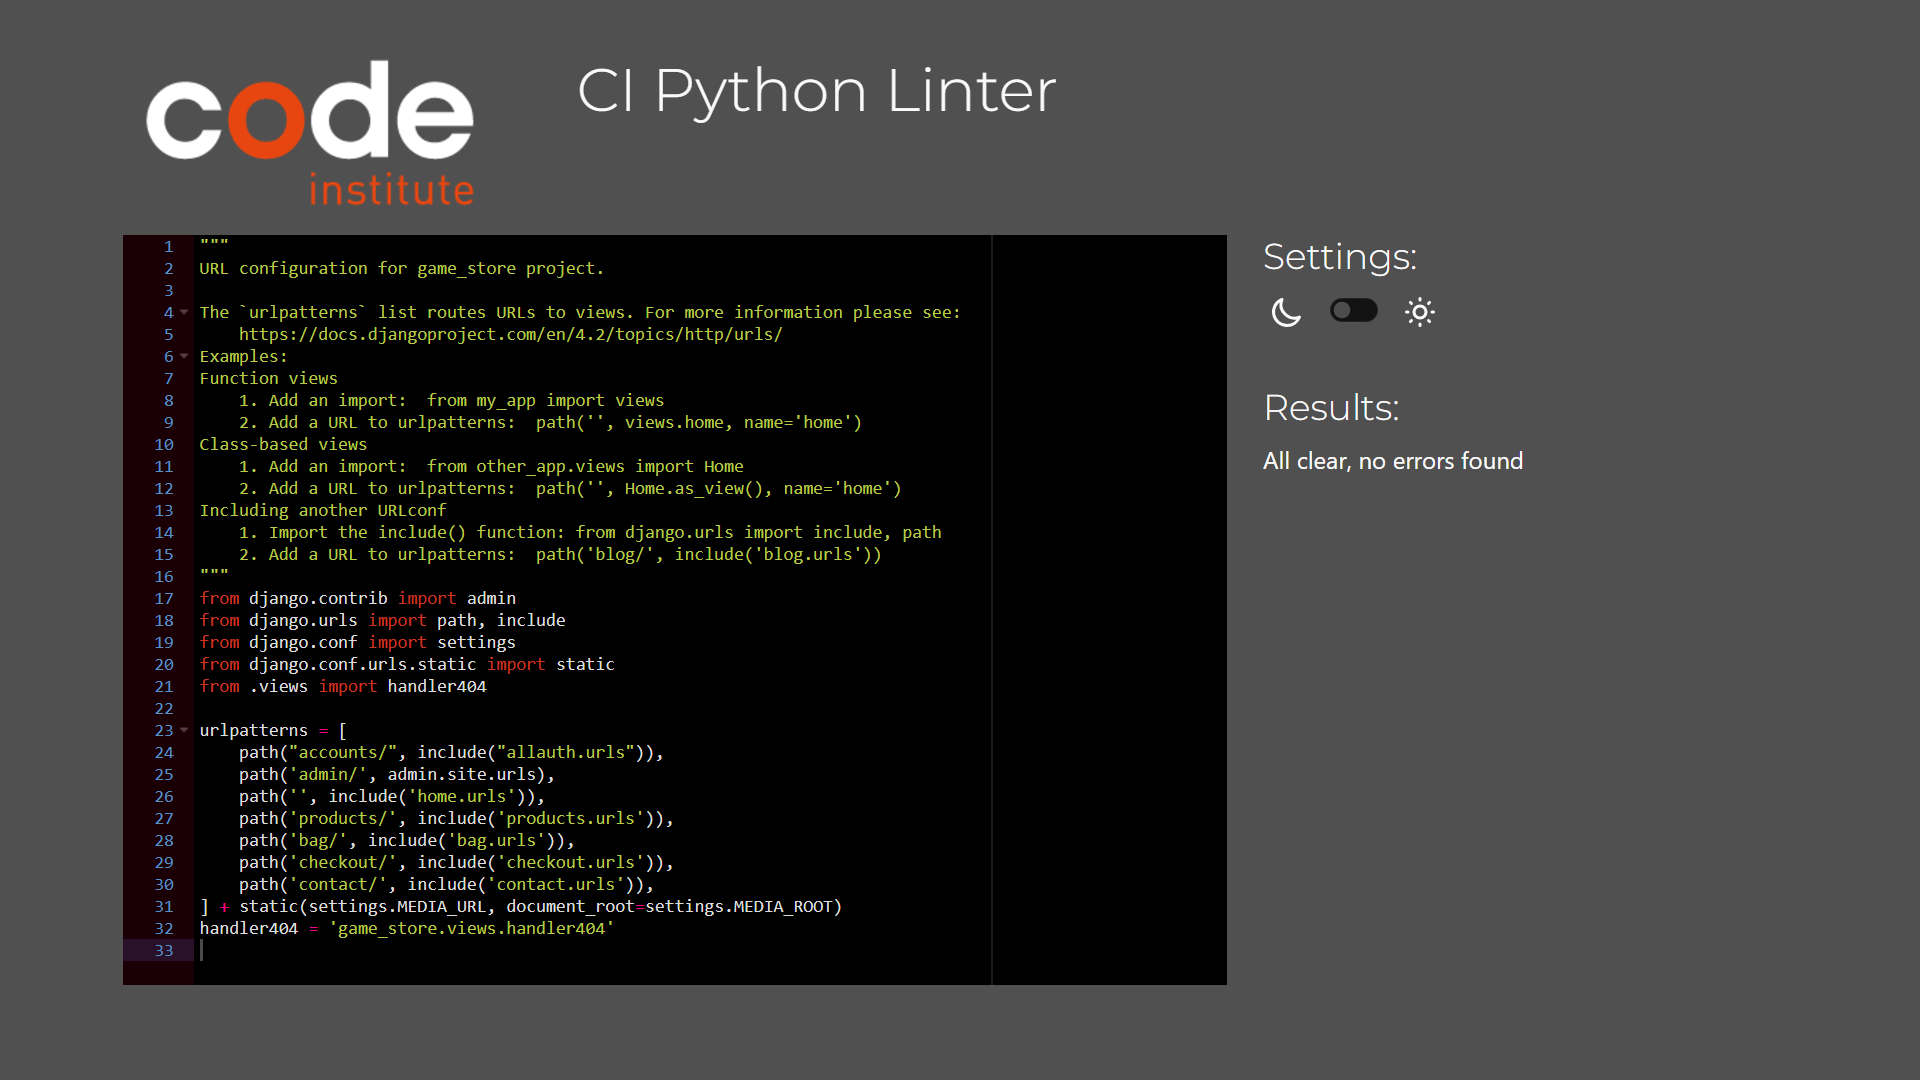 code
institute
CI Python Linter
1 """
2 URL configuration for game_store project.
3
4 The `urlpatterns` list routes URLs to views. For more information please see:
5     https://docs.djangoproject.com/en/4.2/topics/http/urls/
6 Examples:
7 Function views
8     1. Add an import:  from my_app import views
9     2. Add a URL to urlpatterns:  path('', views.home, name='home')
10 Class-based views
11     1. Add an import:  from other_app.views import Home
12     2. Add a URL to urlpatterns:  path('', Home.as_view(), name='home')
13 Including another URLconf
14     1. Import the include() function: from django.urls import include, path
15     2. Add a URL to urlpatterns:  path('blog/', include('blog.urls'))
16 """
17 from django.contrib import admin
18 from django.urls import path, include
19 from django.conf import settings
20 from django.conf.urls.static import static
21 from .views import handler404
22
23 urlpatterns = [
24     path("accounts/", include("allauth.urls")),
25     path('admin/', admin.site.urls),
26     path('', include('home.urls')),
27     path('products/', include('products.urls')),
28     path('bag/', include('bag.urls')),
29     path('checkout/', include('checkout.urls')),
30     path('contact/', include('contact.urls')),
31 ] + static(settings.MEDIA_URL, document_root=settings.MEDIA_ROOT)
32 handler404 = 'game_store.views.handler404'
33
Settings:
Results:
All clear, no errors found